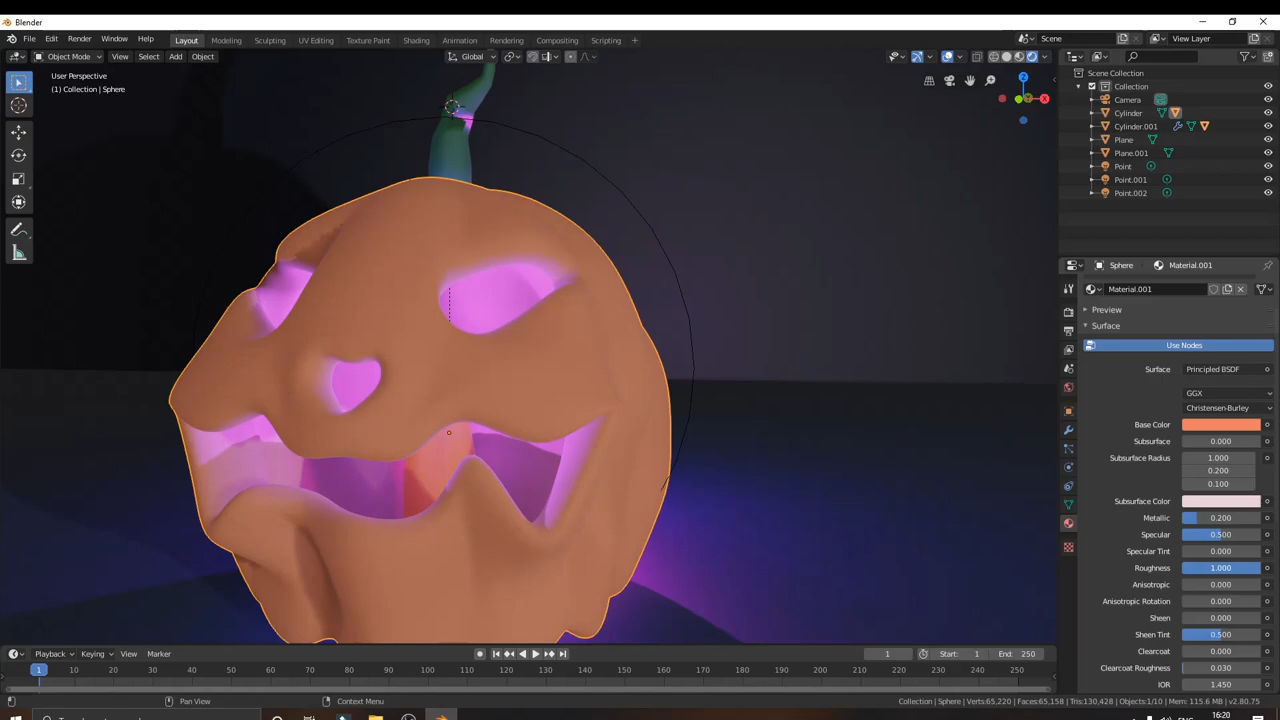 Blender
File Edit Render Window Help Layout Modeling Sculpting UV Editing Texture Paint Shading Animation Rendering Compositing Scripting + Scene View Layer
Object Mode View Select Add Object Global
User Perspective
(1) Collection | Sphere
Z
X
Scene Collection
Collection
Camera
Cylinder
Cylinder.001
Plane
Plane.001
Point
Point.001
Point.002
Sphere Material.001
Material.001
Preview
Surface
Use Nodes
Surface Principled BSDF
GGX
Christensen-Burley
Base Color
Subsurface 0.000
Subsurface Radius 1.000
0.200
0.100
Subsurface Color
Metallic 0.200
Specular 0.500
Specular Tint 0.000
Roughness 1.000
Anisotropic 0.000
Anisotropic Rotation 0.000
Sheen 0.000
Sheen Tint 0.500
Clearcoat 0.000
Clearcoat Roughness 0.030
IOR 1.450
Playback Keying View Marker 1 Start: 1 End: 250
1 10 20 30 40 50 60 70 80 90 100 110 120 130 140 150 160 170 180 190 200 210 220 230 240 250
Pan View Context Menu Collection | Sphere | Verts:65,220 | Faces:65,158 | Tris:130,428 | Objects:1/10 | Mem: 115.6 MB | v2.80.75
16:20